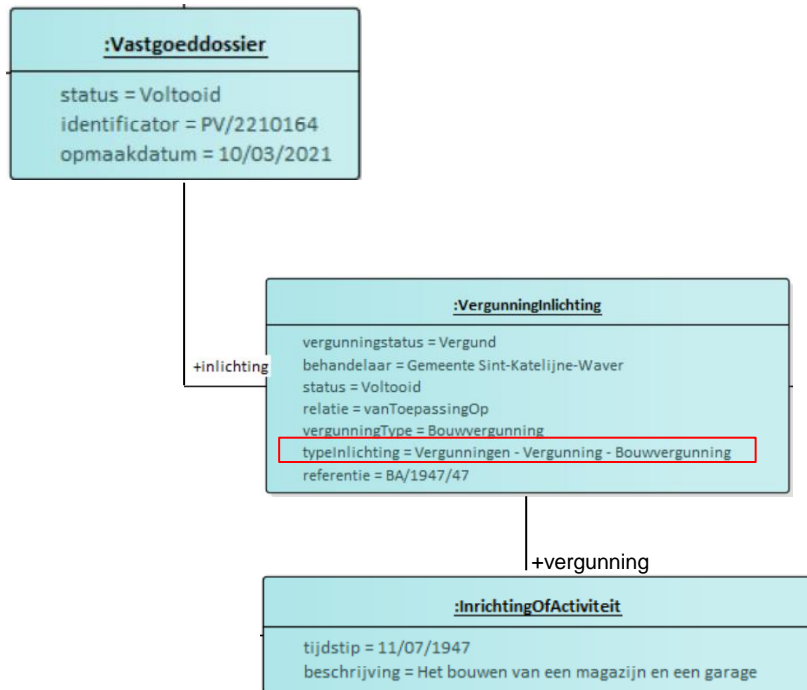 :Vastgoeddossier
status = Voltooid
identificator = PV/2210164
opmaakdatum = 10/03/2021
+inlichting
:VergunningInlichting
vergunningstatus = Vergund
behandelaar = Gemeente Sint-Katelijne-Waver
status = Voltooid
relatie = vanToepassingOp
vergunningType = Bouwvergunning
typeInlichting = Vergunningen - Vergunning - Bouwvergunning
referentie = BA/1947/47
+vergunning
:InrichtingOfActiviteit
tijdstip = 11/07/1947
beschrijving = Het bouwen van een magazijn en een garage